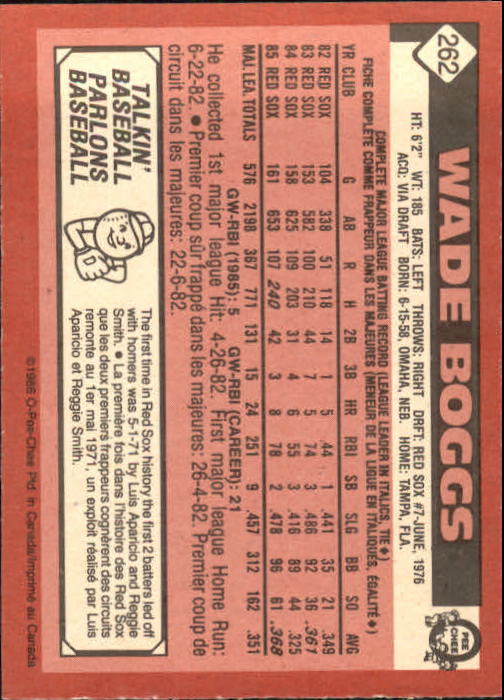 262
WADE BOGGS
O
PEE
CHEE
HT: 6'2" WT: 185 BATS: LEFT THROWS: RIGHT DRFT: RED SOX #7-JUNE, 1976
ACQ: VIA DRAFT BORN: 6-15-58, OMAHA, NEB. HOME: TAMPA, FLA.
COMPLETE MAJOR LEAGUE BATTING RECORD (LEAGUE LEADER IN ITALICS, TIE ♦)
FICHE COMPLÈTE COMME FRAPPEUR DANS LES MAJEURES (MENEUR DE LA LIGUE EN ITALIQUES, ÉGALITÉ ♦)
YR CLUB G AB R H 2B 3B HR RBI SB SLG BB SO AVG
82 RED SOX 104 338 51 118 14 1 5 44 1 .441 35 21 .349
83 RED SOX 153 582 100 210 44 7 5 74 3 .486 92 36 .361
84 RED SOX 158 625 109 203 31 4 6 55 3 .416 89 44 .325
85 RED SOX 161 653 107 240 42 3 8 78 2 .478 96 61 .368
MAJ LEA. TOTALS 576 2198 367 771 131 15 24 251 9 .457 312 162 .351
GW-RBI (1985): 5 GW-RBI (CAREER): 21
He collected 1st major league Hit: 4-26-82. First major league Home Run:
6-22-82. ● Premier coup sûr frappé dans les majeures: 26-4-82. Premier coup de
circuit dans les majeures: 22-6-82.
TALKIN'
BASEBALL
PARLONS
BASEBALL
The first time in Red Sox history the first 2 batters led off
with homers was 5-1-71 by Luis Aparicio and Reggie
Smith. ● La première fois dans l'histoire des Red Sox
que les deux premiers frappeurs cognèrent des circuits
remonte au 1er mai 1971, un exploit réalisé par Luis
Aparicio et Reggie Smith.
©1986 O-Pee-Chee Ptd. in Canada/Imprimé au Canada